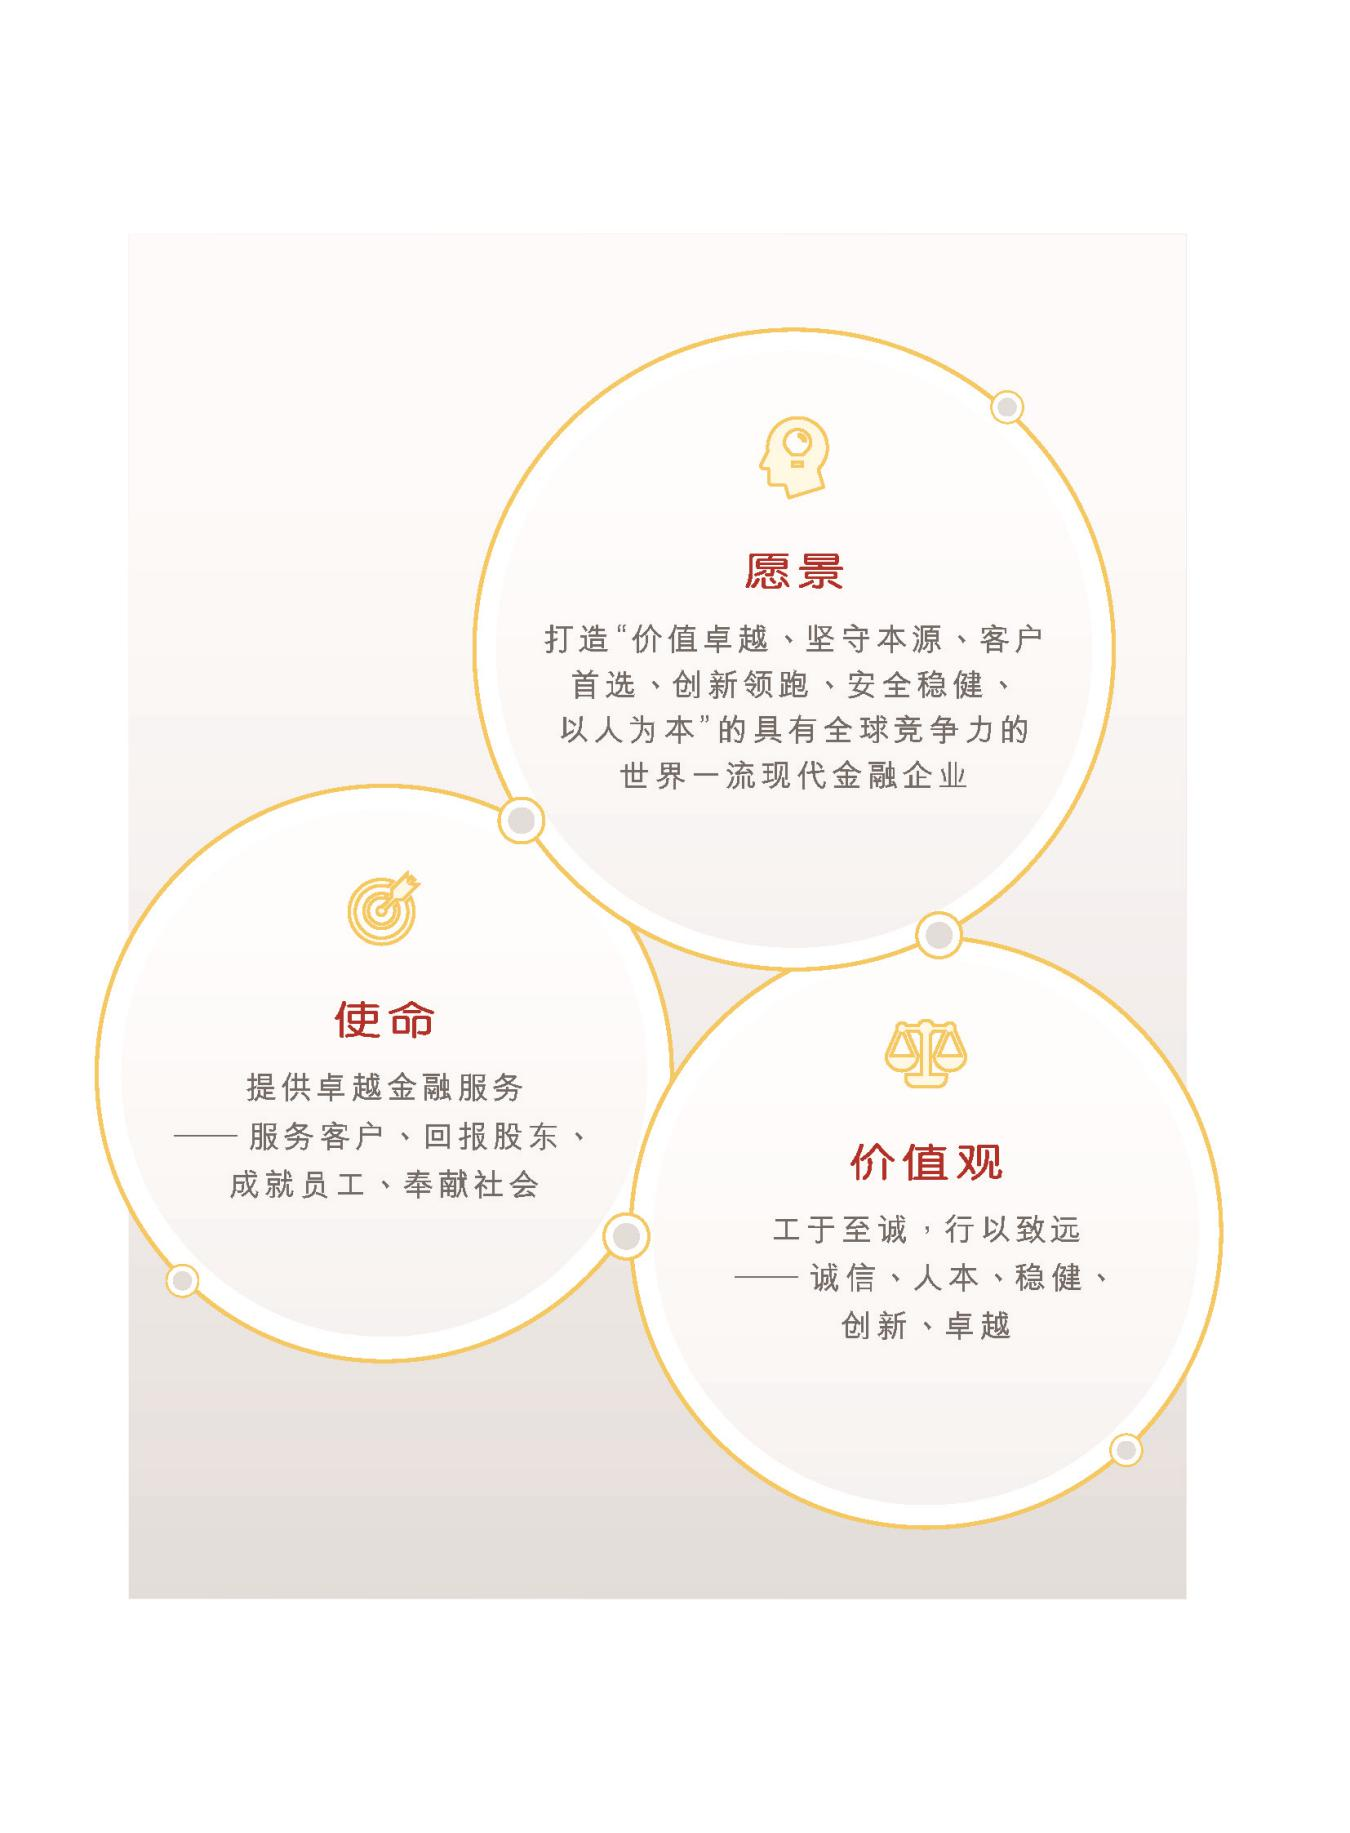 愿景
打造“价值卓越、坚守本源、客户
首选、创新领跑、安全稳健、
以人为本”的具有全球竞争力的
世界一流现代金融企业
使命
提供卓越金融服务
——服务客户、回报股东、
成就员工、奉献社会
价值观
工于至诚，行以致远
——诚信、人本、稳健、
创新、卓越